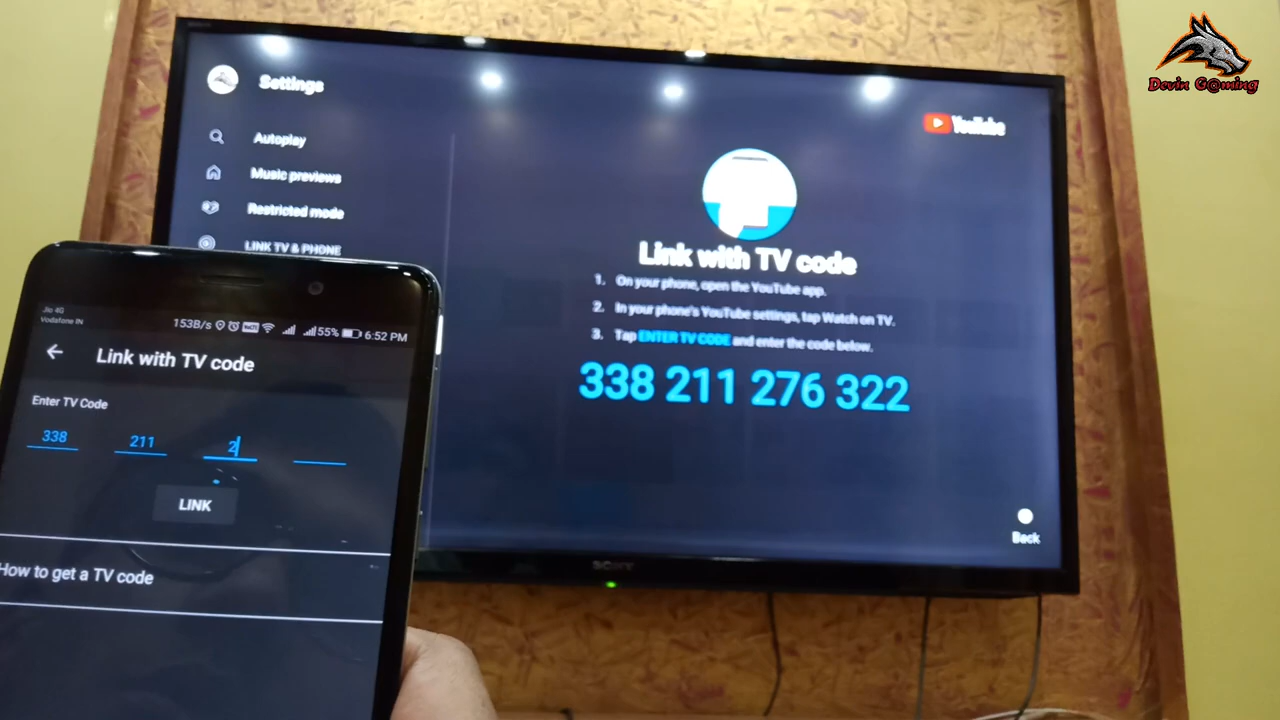 Devin G@ming
Settings
Autoplay
Music previews
Restricted mode
LINK TV & PHONE
YouTube
Link with TV code
1. On your phone, open the YouTube app.
2. In your phone's YouTube settings, tap Watch on TV.
3. Tap ENTER TV CODE and enter the code below.
338 211 276 322
Back
SONY
Jio 4G
Vodafone IN
153B/s
55%
6:52 PM
Link with TV code
Enter TV Code
338 211 2
LINK
How to get a TV code